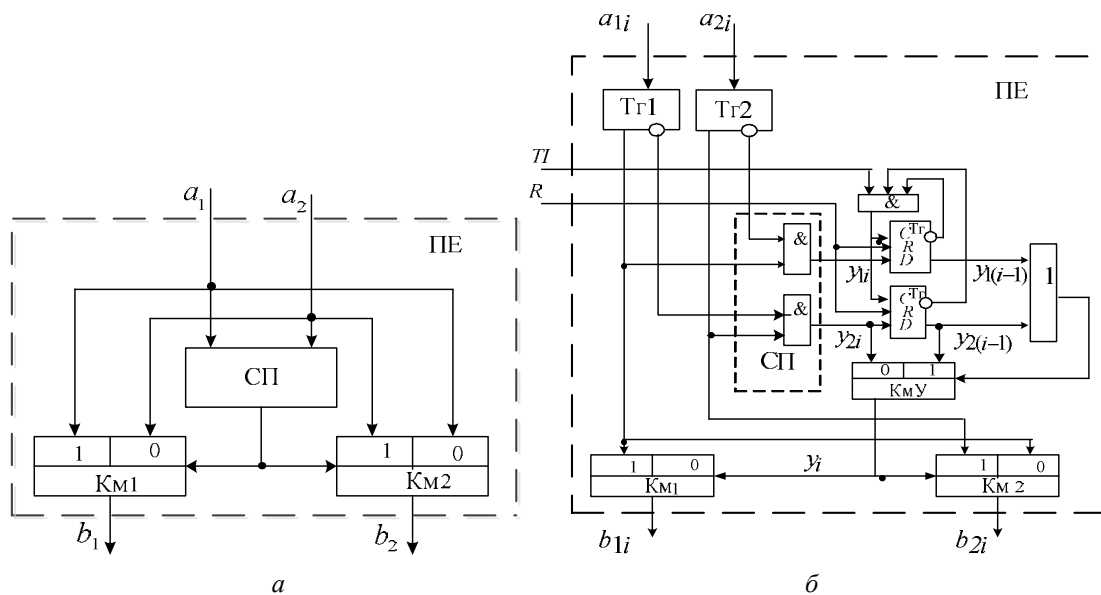 a₁
a₂
ПЕ
СП
1 0
Км1
1 0
Км2
b₁
b₂
а
a₁ᵢ
a₂ᵢ
ПЕ
Тг1
Тг2
TI
R
&
&
С Тг
R
D
y₁ᵢ
y₁₍ᵢ₋₁₎
1
&
С Тг
R
D
y₂ᵢ
y₂₍ᵢ₋₁₎
СП
0 1
КмУ
1 0
Км1
yᵢ
1 0
Км 2
b₁ᵢ
b₂ᵢ
б